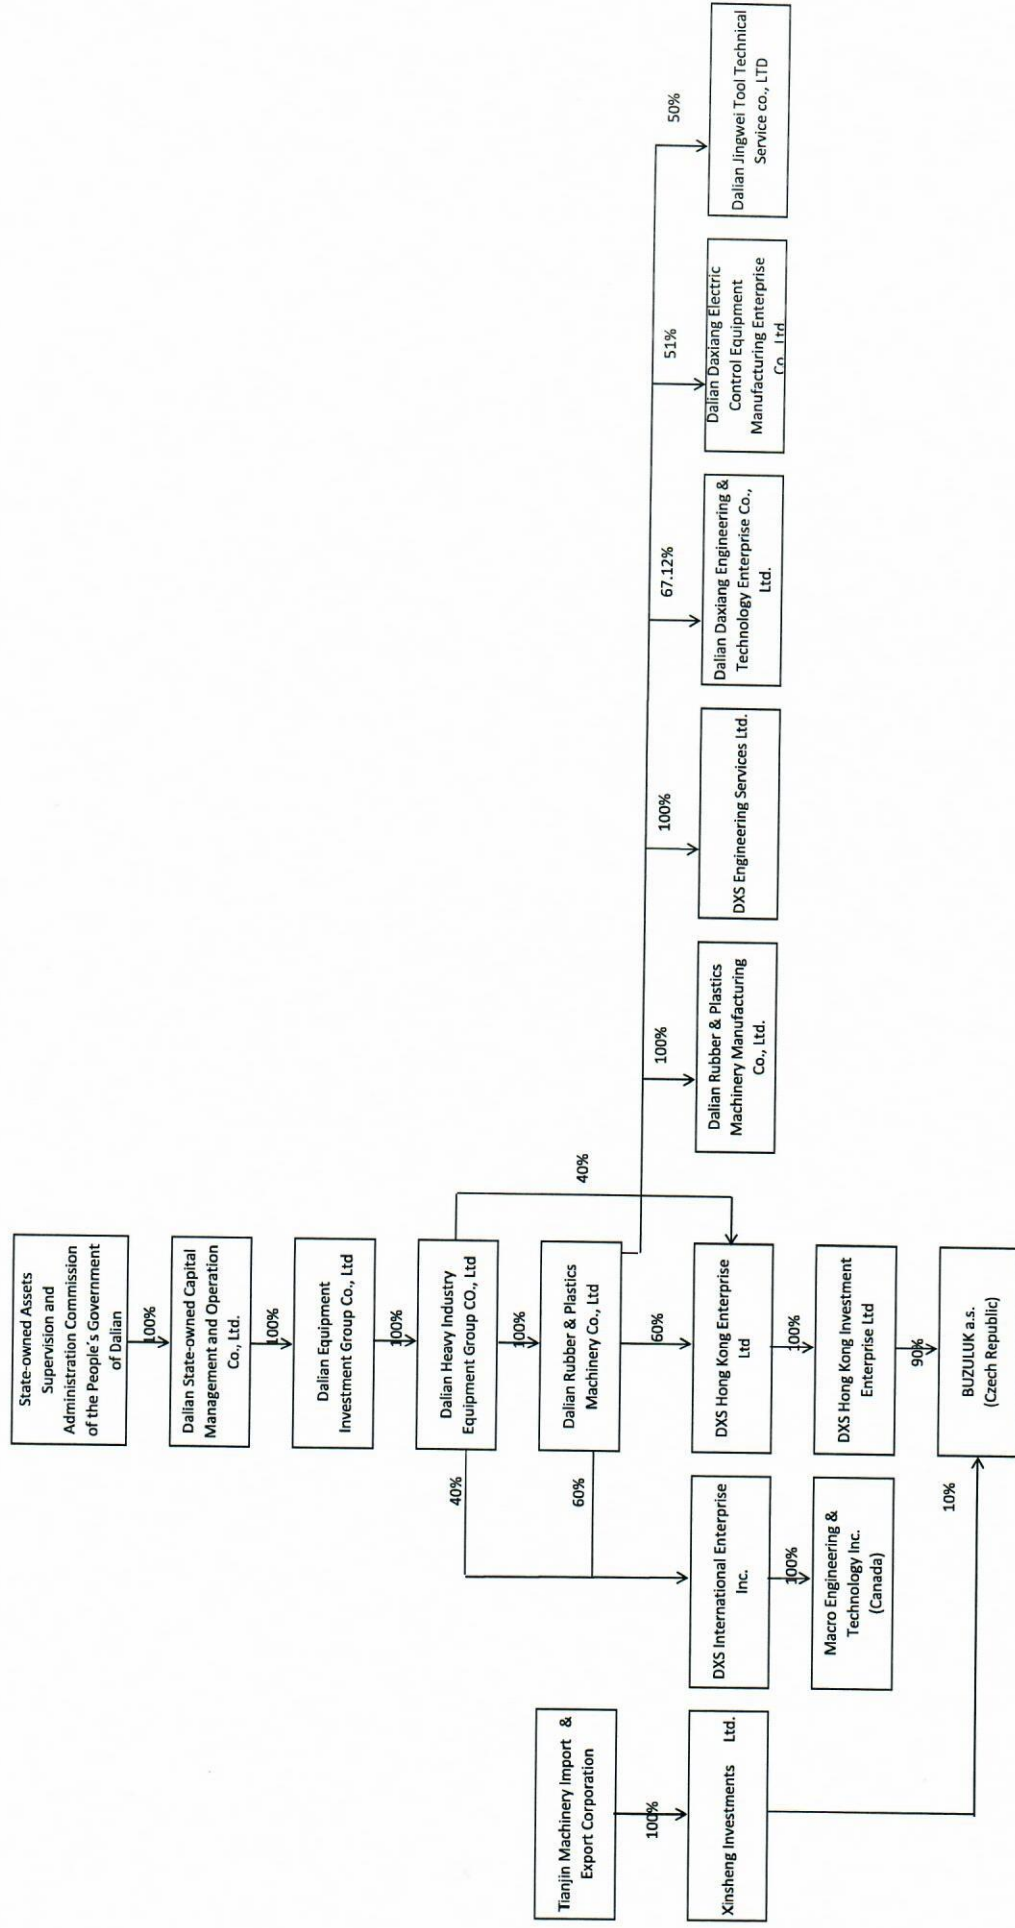 State-owned Assets
Supervision and
Administration Commission
of the People's Government
of Dalian
100%
Dalian State-owned Capital
Management and Operation
Co., Ltd.
100%
Dalian Equipment
Investment Group Co., Ltd
100%
Dalian Heavy Industry
Equipment Group CO., Ltd
40%
100%
40%
Tianjin Machinery Import &
Export Corporation
Dalian Rubber & Plastics
Machinery Co., Ltd
60%
100%
60%
100%
100%
67.12%
51%
50%
Xinsheng Investments Ltd.
DXS International Enterprise
Inc.
DXS Hong Kong Enterprise
Ltd
Dalian Rubber & Plastics
Machinery Manufacturing
Co., Ltd.
DXS Engineering Services Ltd.
Dalian Daxiang Engineering &
Technology Enterprise Co.,
Ltd.
Dalian Daxiang Electric
Control Equipment
Manufacturing Enterprise
Co., Ltd
Dalian Jingwei Tool Technical
Service co., LTD
100%
100%
Macro Engineering &
Technology Inc.
(Canada)
DXS Hong Kong Investment
Enterprise Ltd
10%
90%
BUZULUK a.s.
(Czech Republic)